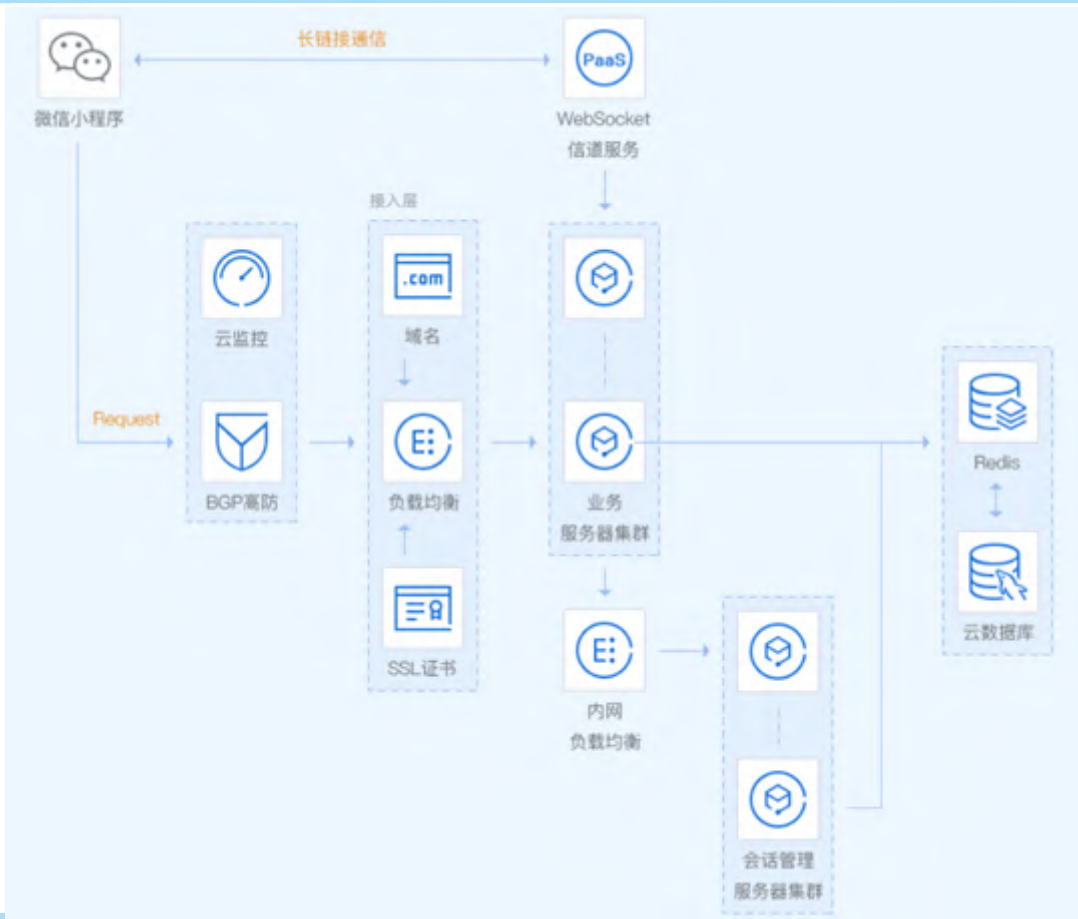 长链接通信
PaaS
微信小程序
WebSocket
信道服务
接入层
.com
云监控
域名
Request
E:
BGP高防
负载均衡
业务
服务器集群
Redis
SSL证书
E:
云数据库
内网
负载均衡
会话管理
服务器集群